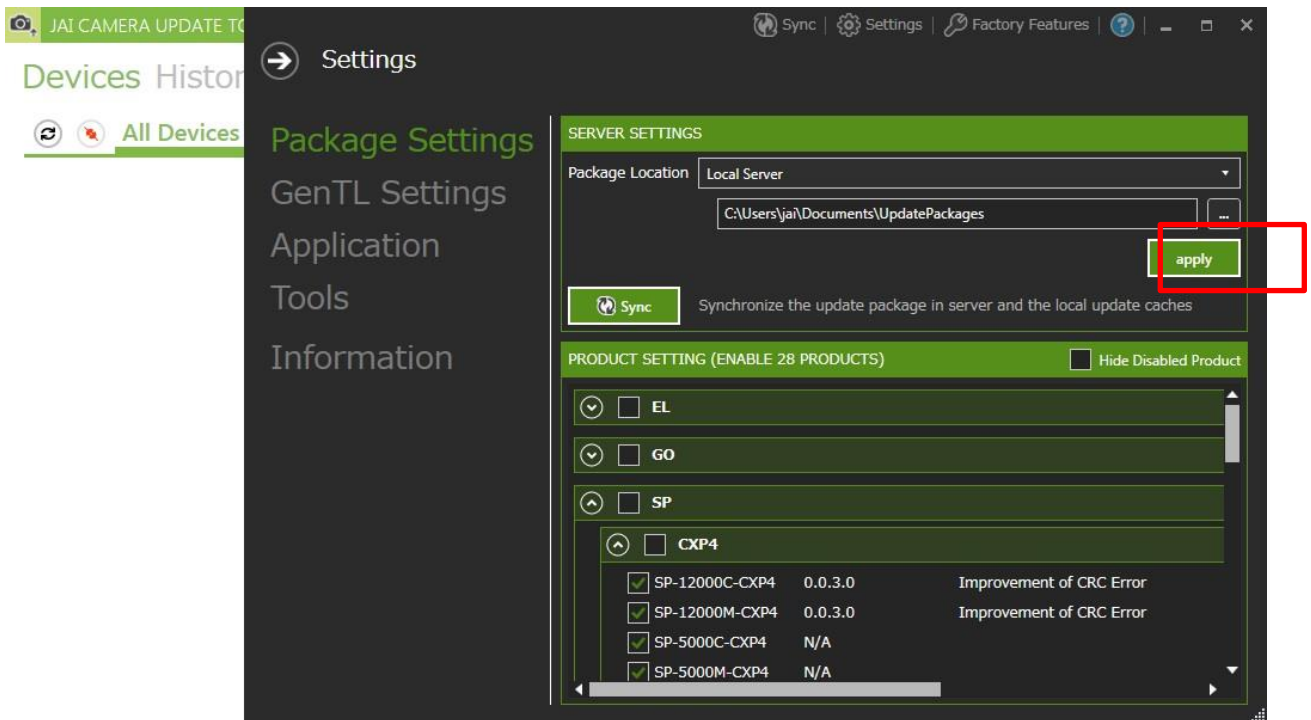 JAI CAMERA UPDATE TO
Sync | Settings | Factory Features | ? |
Devices Histor
Settings
All Devices
Package Settings
GenTL Settings
Application
Tools
Information
SERVER SETTINGS
Package Location Local Server
C:\Users\jai\Documents\UpdatePackages ...
apply
Sync Synchronize the update package in server and the local update caches
PRODUCT SETTING (ENABLE 28 PRODUCTS) Hide Disabled Product
EL
GO
SP
CXP4
SP-12000C-CXP4 0.0.3.0 Improvement of CRC Error
SP-12000M-CXP4 0.0.3.0 Improvement of CRC Error
SP-5000C-CXP4 N/A
SP-5000M-CXP4 N/A